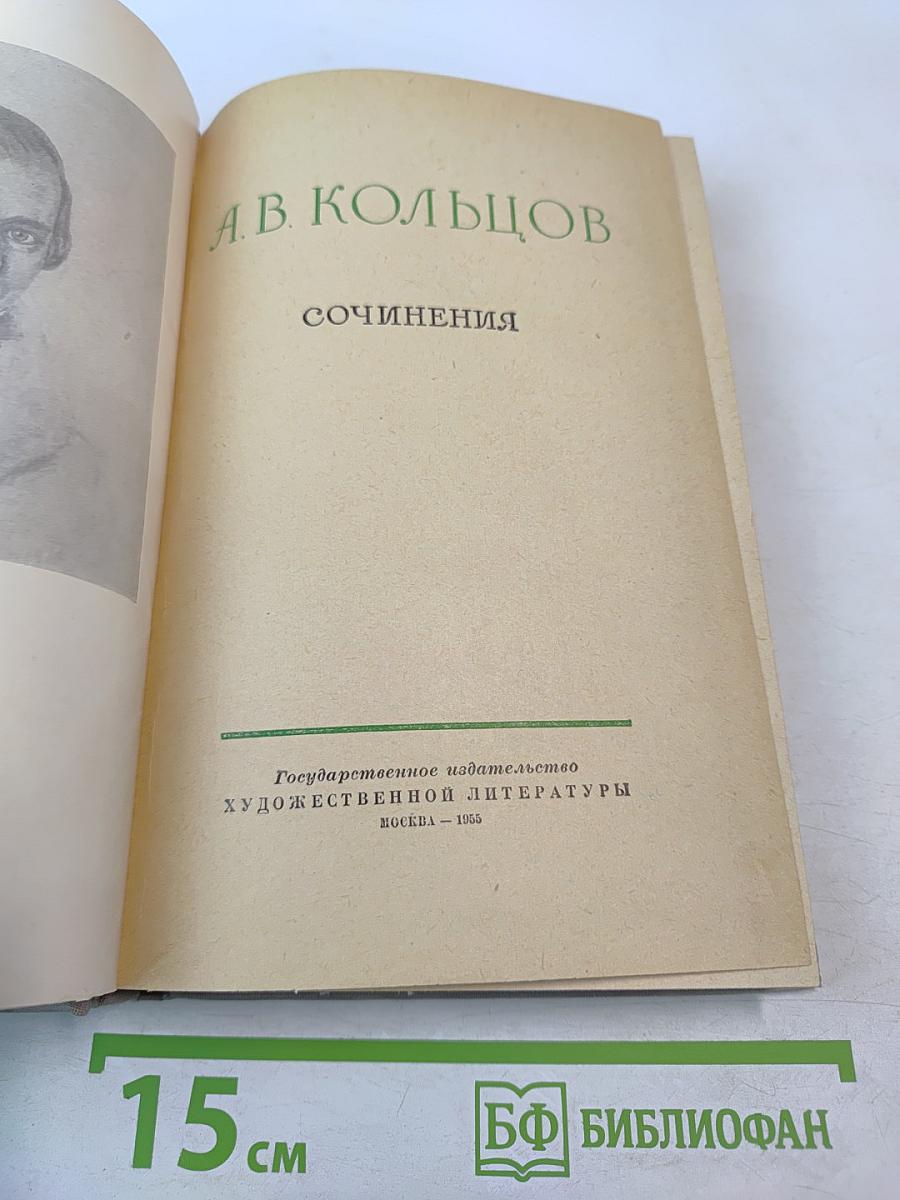 А. В. КОЛЬЦОВ
СОЧИНЕНИЯ
Государственное издательство
ХУДОЖЕСТВЕННОЙ ЛИТЕРАТУРЫ
МОСКВА — 1955
15 см
БФ БИБЛИОФАН